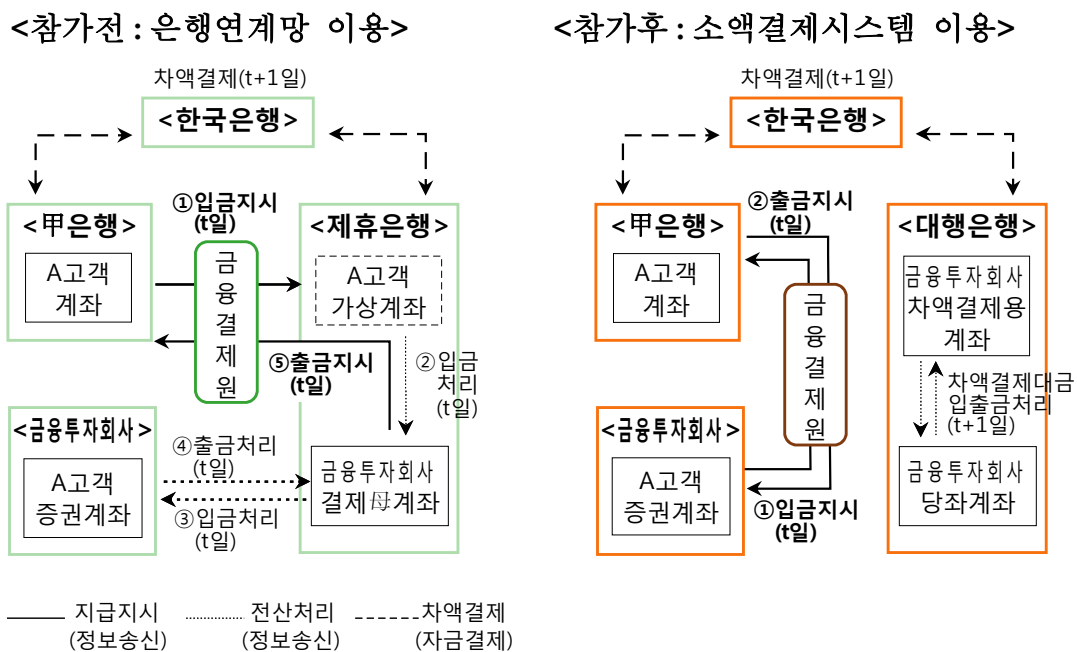 <참가전 : 은행연계망 이용>
차액결제(t+1일)
<한국은행>
<甲은행>
A고객
계좌
①입금지시
(t일)
금
융
결
제
원
<제휴은행>
A고객
가상계좌
⑤출금지시
(t일)
②입금
처리
(t일)
<금융투자회사>
A고객
증권계좌
④출금처리
(t일)
③입금처리
(t일)
금융투자회사
결제母계좌
<참가후 : 소액결제시스템 이용>
차액결제(t+1일)
<한국은행>
<甲은행>
A고객
계좌
②출금지시
(t일)
금
융
결
제
원
<대행은행>
금융투자회사
차액결제용
계좌
차액결제대금
입출금처리
(t+1일)
<금융투자회사>
A고객
증권계좌
①입금지시
(t일)
금융투자회사
당좌계좌
지급지시
(정보송신)
전산처리
(정보송신)
차액결제
(자금결제)